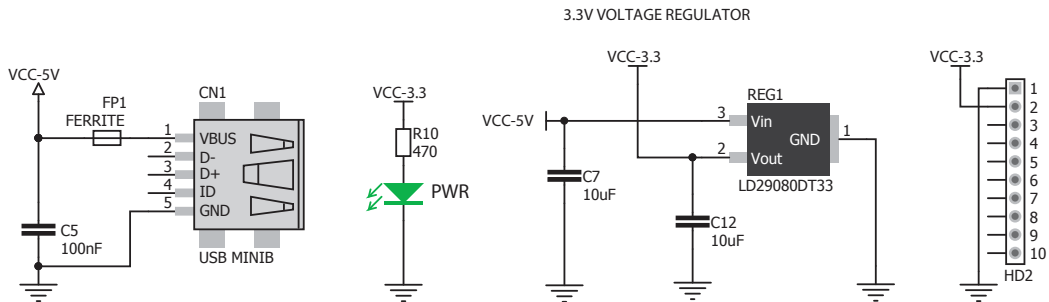 3.3V VOLTAGE REGULATOR
VCC-5V
FP1
FERRITE
CN1
1
2
3
4
5
VBUS
D-
D+
ID
GND
USB MINIB
C5
100nF
VCC-3.3
R10
470
PWR
VCC-5V
VCC-3.3
REG1
3
Vin
GND
1
2
Vout
LD29080DT33
C7
10uF
C12
10uF
VCC-3.3
1
2
3
4
5
6
7
8
9
10
HD2